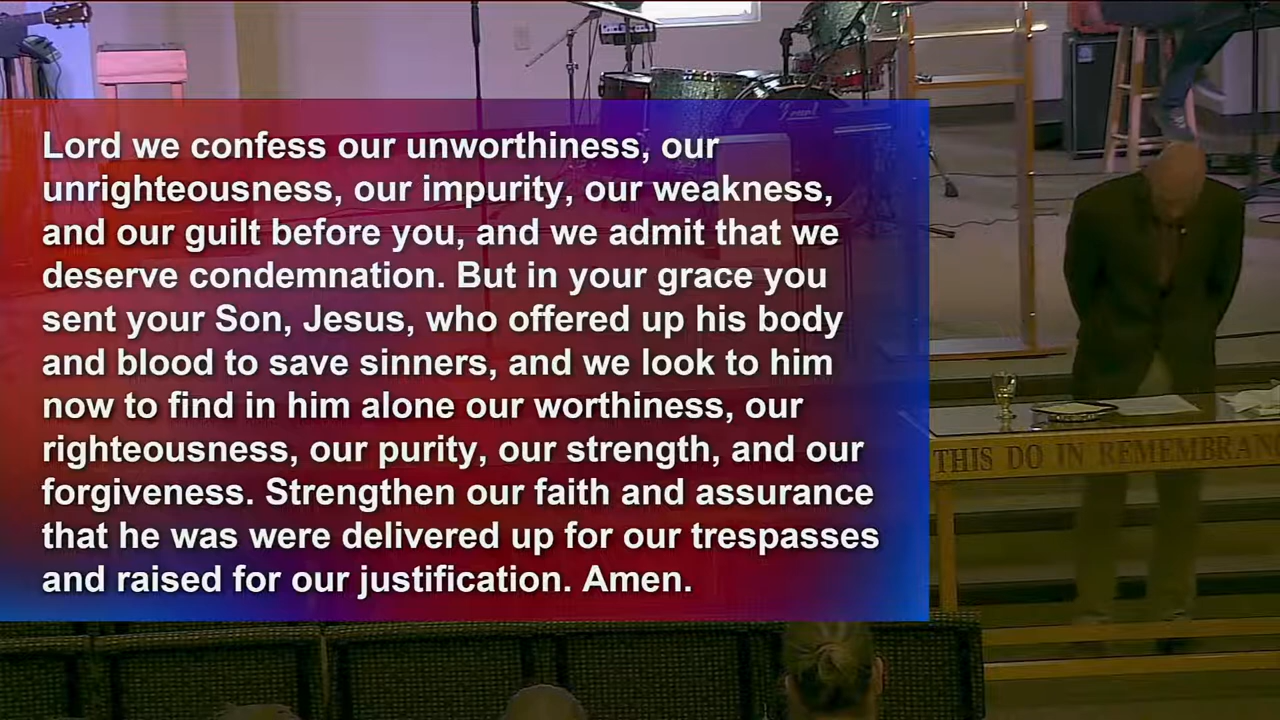 Lord we confess our unworthiness, our
unrighteousness, our impurity, our weakness,
and our guilt before you, and we admit that we
deserve condemnation. But in your grace you
sent your Son, Jesus, who offered up his body
and blood to save sinners, and we look to him
now to find in him alone our worthiness, our
righteousness, our purity, our strength, and our
forgiveness. Strengthen our faith and assurance
that he was were delivered up for our trespasses
and raised for our justification. Amen.
Pearl
THIS DO IN REMEMBRANC